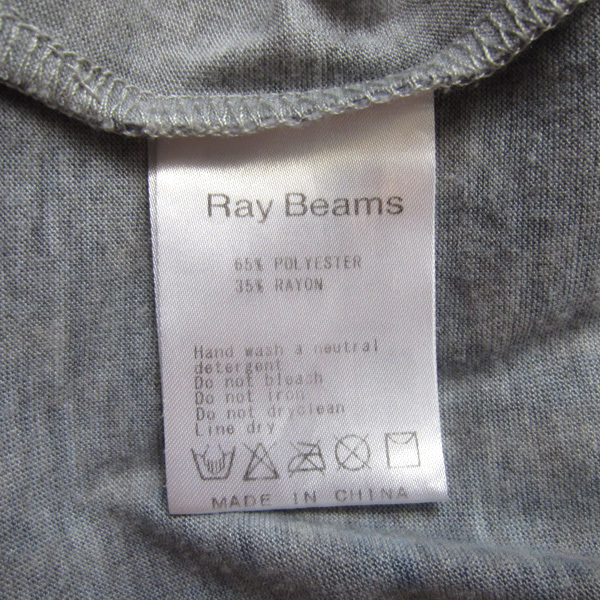 Ray Beams
65% POLYESTER
35% RAYON
Hand wash a neutral
detergent
Do not bleash
Do not iron
Do not dryclean
Line dry
MADE IN CHINA